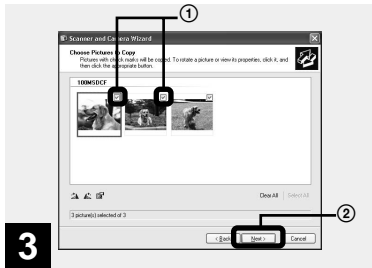 ①
Scanner and Camera Wizard
Choose Pictures to Copy
Pictures with check marks will be copied. To rotate a picture or view its properties, click it, and
then click the appropriate button.
100MSDCF
Clear All Select All
3 picture(s) selected of 3
②
< Back Next > Cancel
3